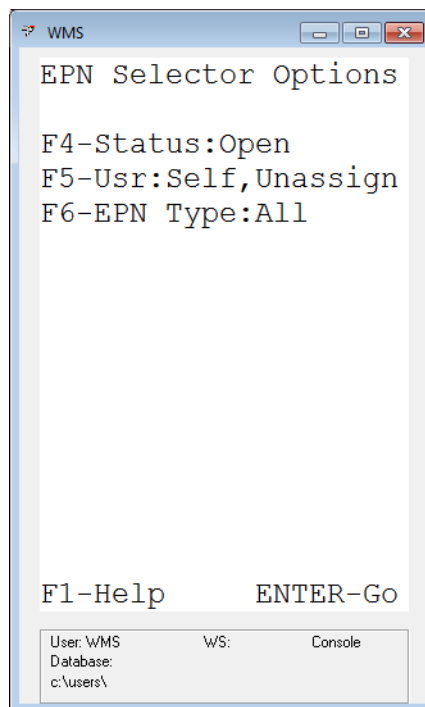 WMS
EPN Selector Options
F4-Status:Open
F5-Usr:Self,Unassign
F6-EPN Type:All
F1-Help ENTER-Go
User: WMS WS: Console
Database:
c:\users\